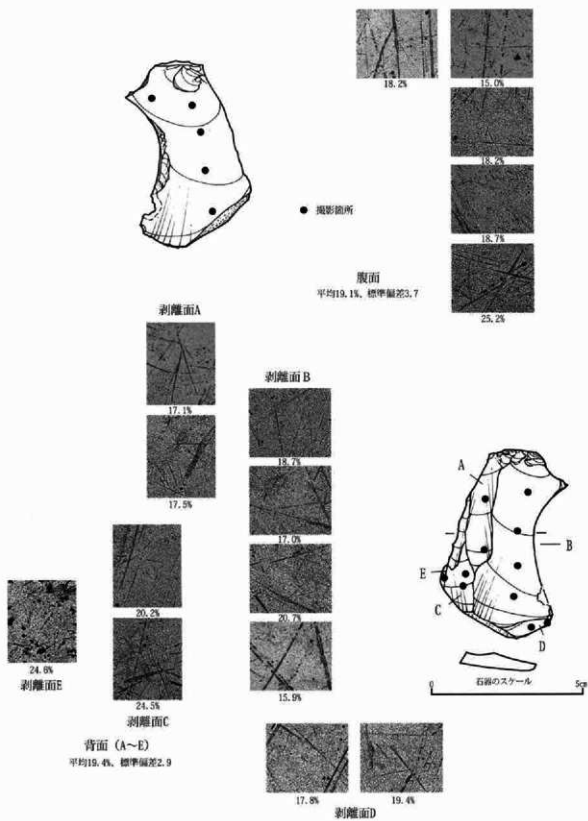 18.2%
15.0%
18.2%
18.7%
25.2%
● 撮影箇所
腹面
平均19.1%、標準偏差3.7
剥離面A
17.1%
17.5%
剥離面B
18.7%
17.0%
20.7%
15.9%
20.2%
24.5%
剥離面C
24.8%
剥離面E
背面（A～E）
平均19.4%、標準偏差2.9
17.8%
19.4%
剥離面D
A
B
E
C
D
石器のスケール
0
5cm